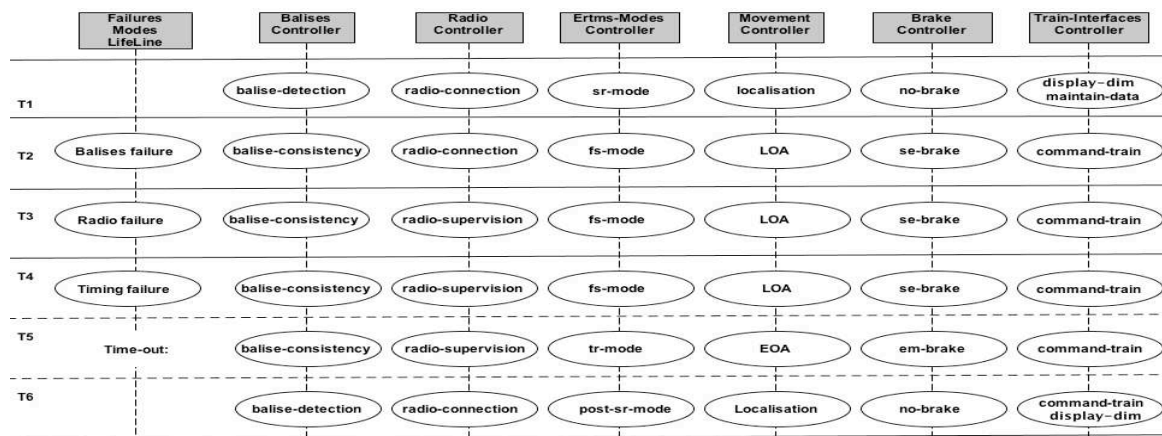 Failures Modes LifeLine
Balises Controller
Radio Controller
Ertms-Modes Controller
Movement Controller
Brake Controller
Train-Interfaces Controller
T1
balise-detection
radio-connection
sr-mode
localisation
no-brake
display-dim
maintain-data
T2
Balises failure
balise-consistency
radio-connection
fs-mode
LOA
se-brake
command-train
T3
Radio failure
balise-consistency
radio-supervision
fs-mode
LOA
se-brake
command-train
T4
Timing failure
balise-consistency
radio-supervision
fs-mode
LOA
se-brake
command-train
T5
Time-out:
balise-consistency
radio-supervision
tr-mode
EOA
em-brake
command-train
T6
balise-detection
radio-connection
post-sr-mode
Localisation
no-brake
command-train
display-dim